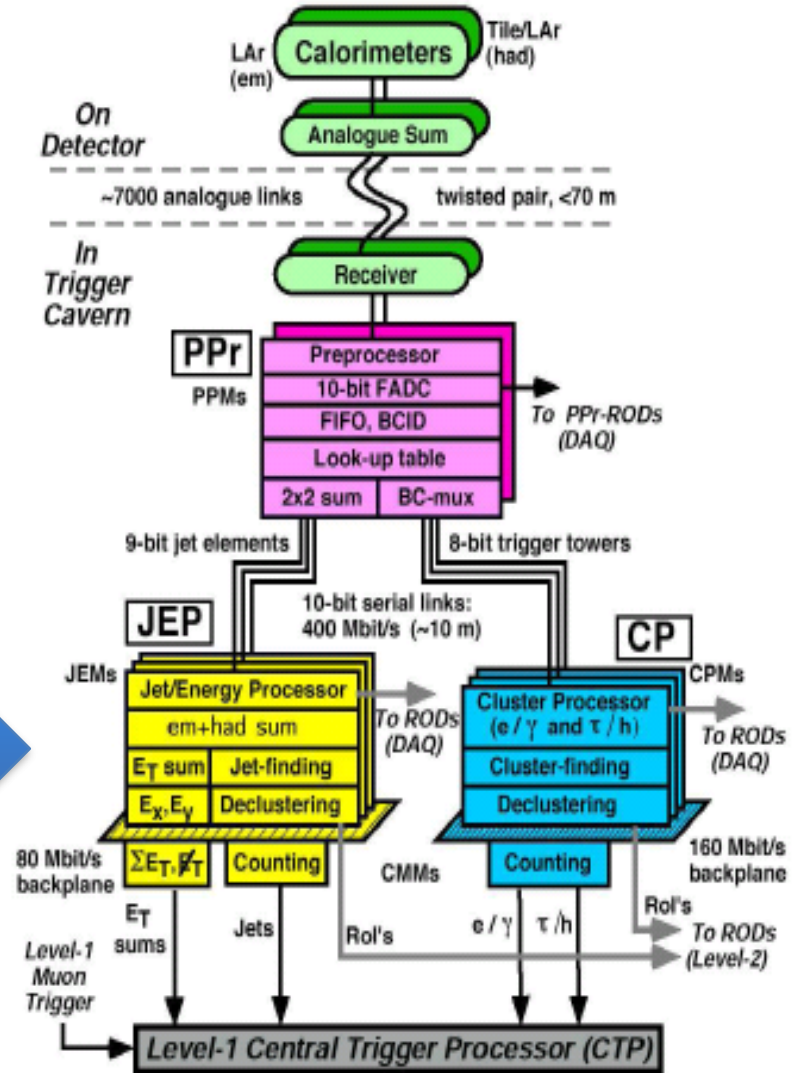 LAr
(em)
Calorimeters
Tile/LAr
(had)
On
Detector
Analogue Sum
~7000 analogue links
twisted pair, <70 m
In
Trigger
Cavern
Receiver
PPr
PPMs
Preprocessor
10-bit FADC
FIFO, BCID
Look-up table
2x2 sum
BC-mux
To PPr-RODs
(DAQ)
9-bit jet elements
8-bit trigger towers
10-bit serial links:
400 Mbit/s (~10 m)
JEP
CP
JEMs
CPMs
Jet/Energy Processor
em+had sum
ET sum
Jet-finding
Ex,Ey
Declustering
To RODs
(DAQ)
Cluster Processor
(e / γ and τ / h)
Cluster-finding
Declustering
To RODs
(DAQ)
80 Mbit/s
backplane
ΣET,E̸T
Counting
CMMs
Counting
160 Mbit/s
backplane
ET
sums
Jets
RoI's
e / γ
τ /h
RoI's
To RODs
(Level-2)
Level-1
Muon
Trigger
Level-1 Central Trigger Processor (CTP)